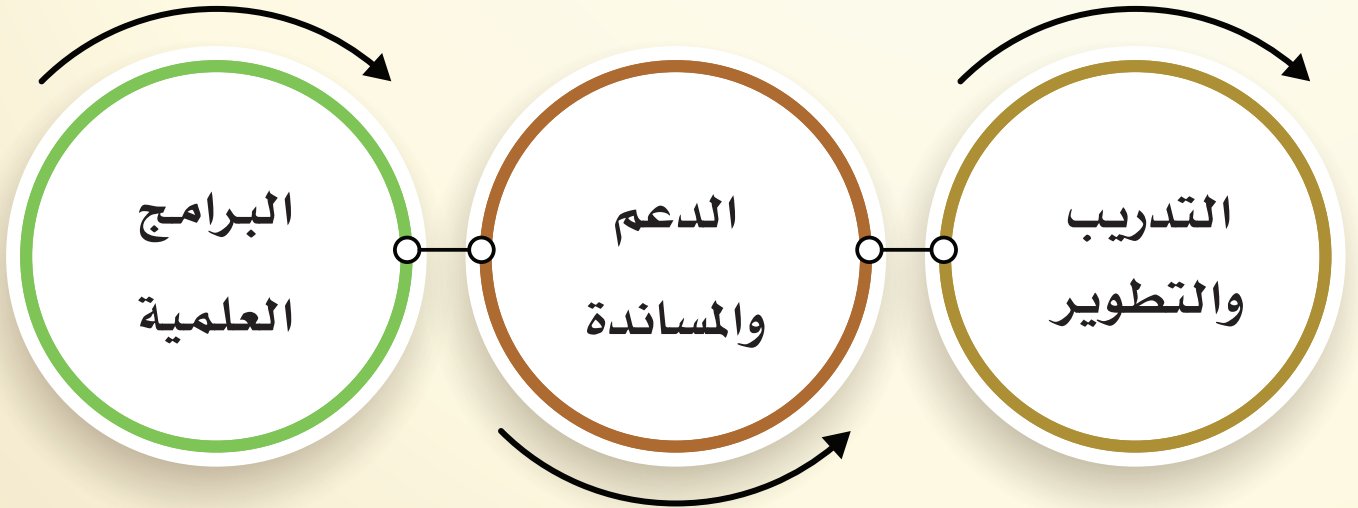 التدريب
والتطوير
الدعم
والمساندة
البرامج
العلمية